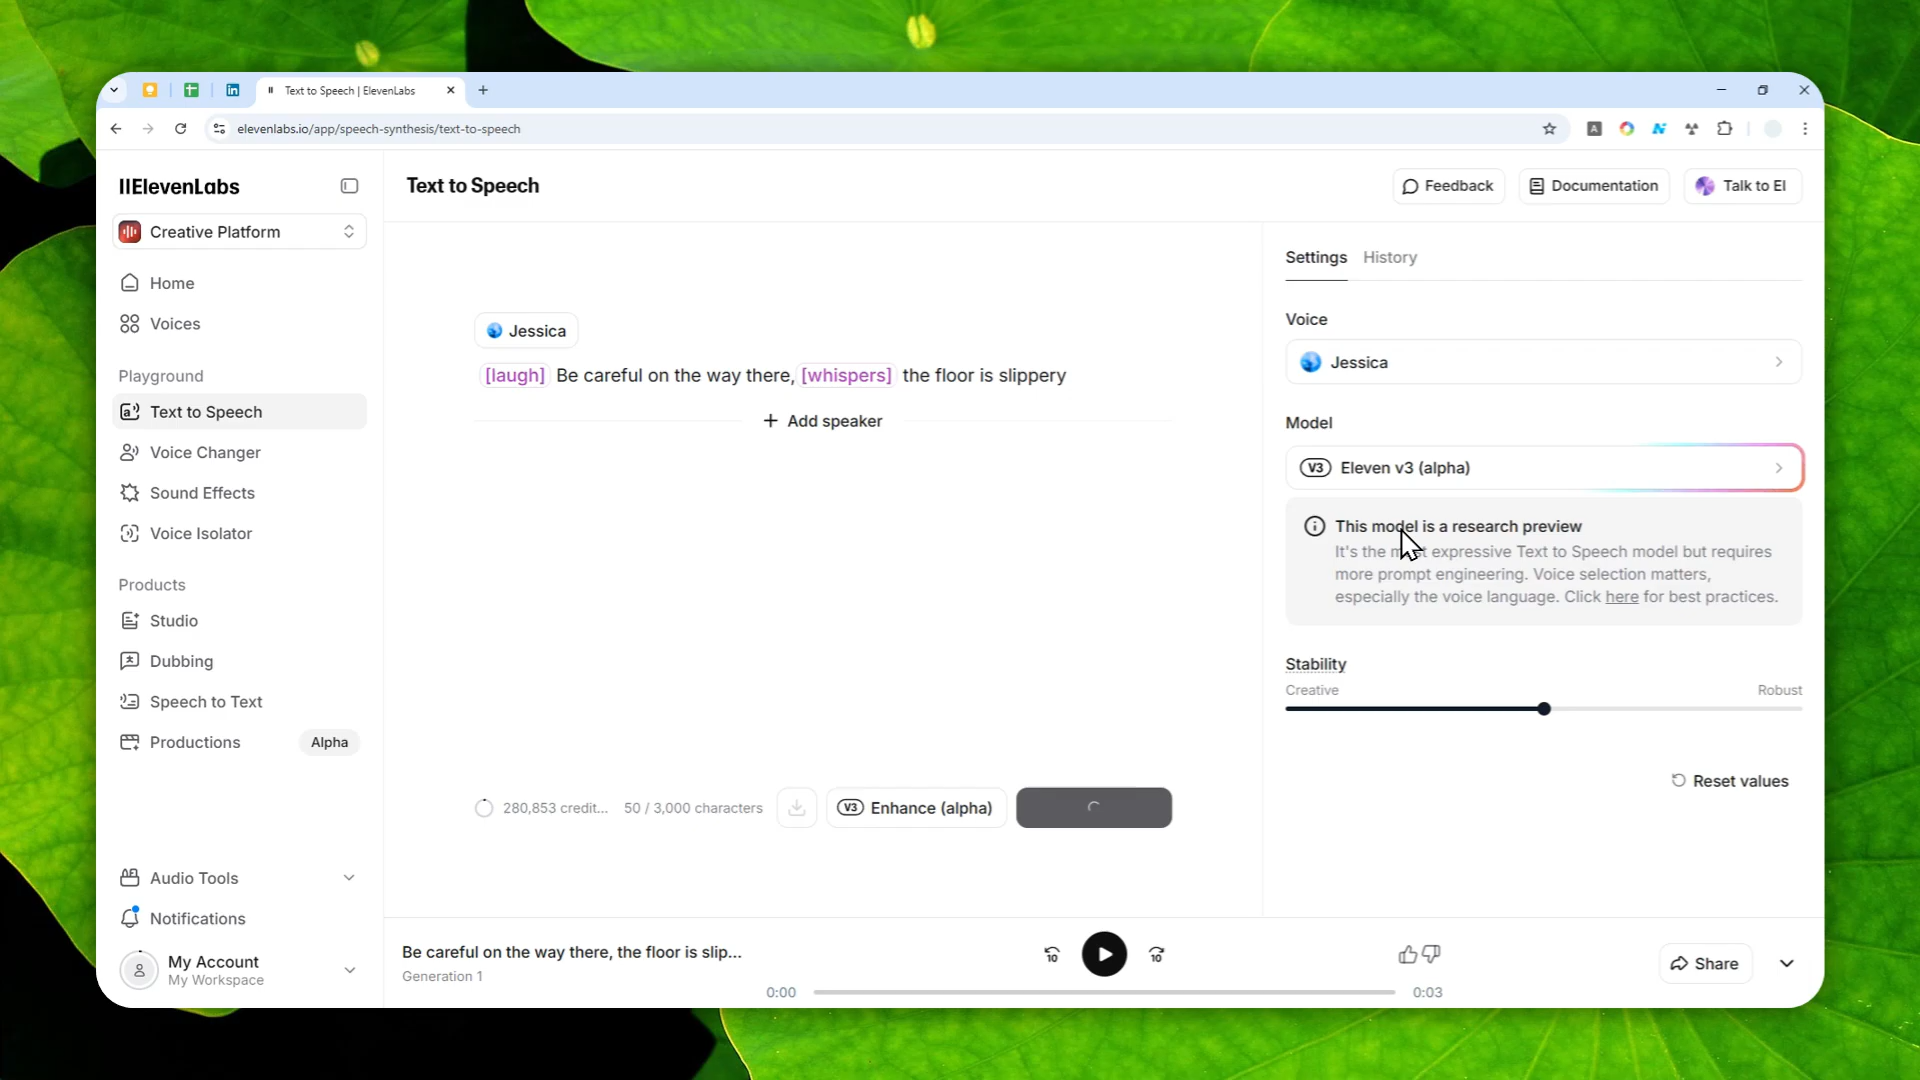 Text to Speech | ElevenLabs
elevenlabs.io/app/speech-synthesis/text-to-speech
IIElevenLabs
Text to Speech
Feedback
Documentation
Talk to El
Creative Platform
Home
Voices
Playground
Text to Speech
Voice Changer
Sound Effects
Voice Isolator
Products
Studio
Dubbing
Speech to Text
Productions
Alpha
Audio Tools
Notifications
My Account
My Workspace
Jessica
[laugh] Be careful on the way there, [whispers] the floor is slippery
Add speaker
280,853 credit...
50 / 3,000 characters
V3 Enhance (alpha)
Settings
History
Voice
Jessica
Model
V3 Eleven v3 (alpha)
This model is a research preview
It's the most expressive Text to Speech model but requires
more prompt engineering. Voice selection matters,
especially the voice language. Click here for best practices.
Stability
Creative
Robust
Reset values
Be careful on the way there, the floor is slip...
Generation 1
10
10
0:00
0:03
Share